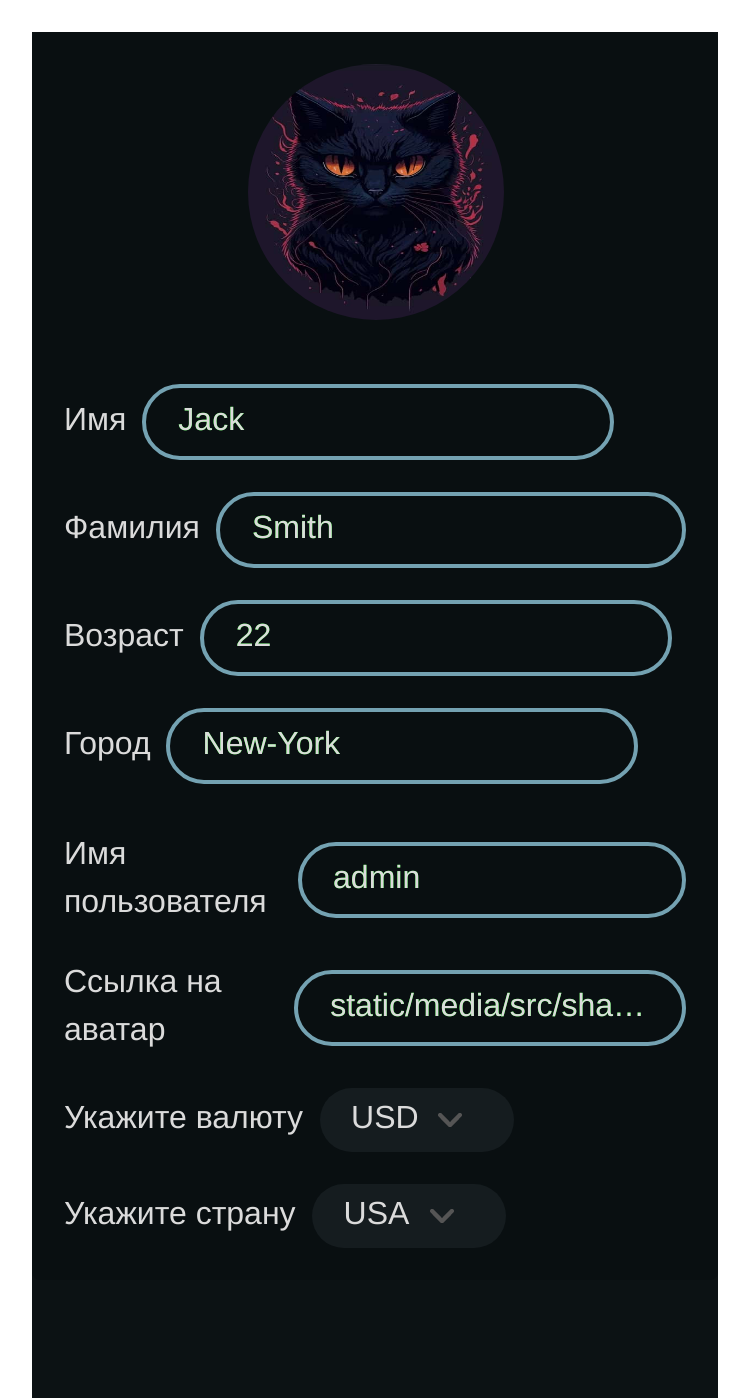 Имя Jack
Фамилия Smith
Возраст 22
Город New-York
Имя
пользователя admin
Ссылка на
аватар static/media/src/sha…
Укажите валюту USD
Укажите страну USA